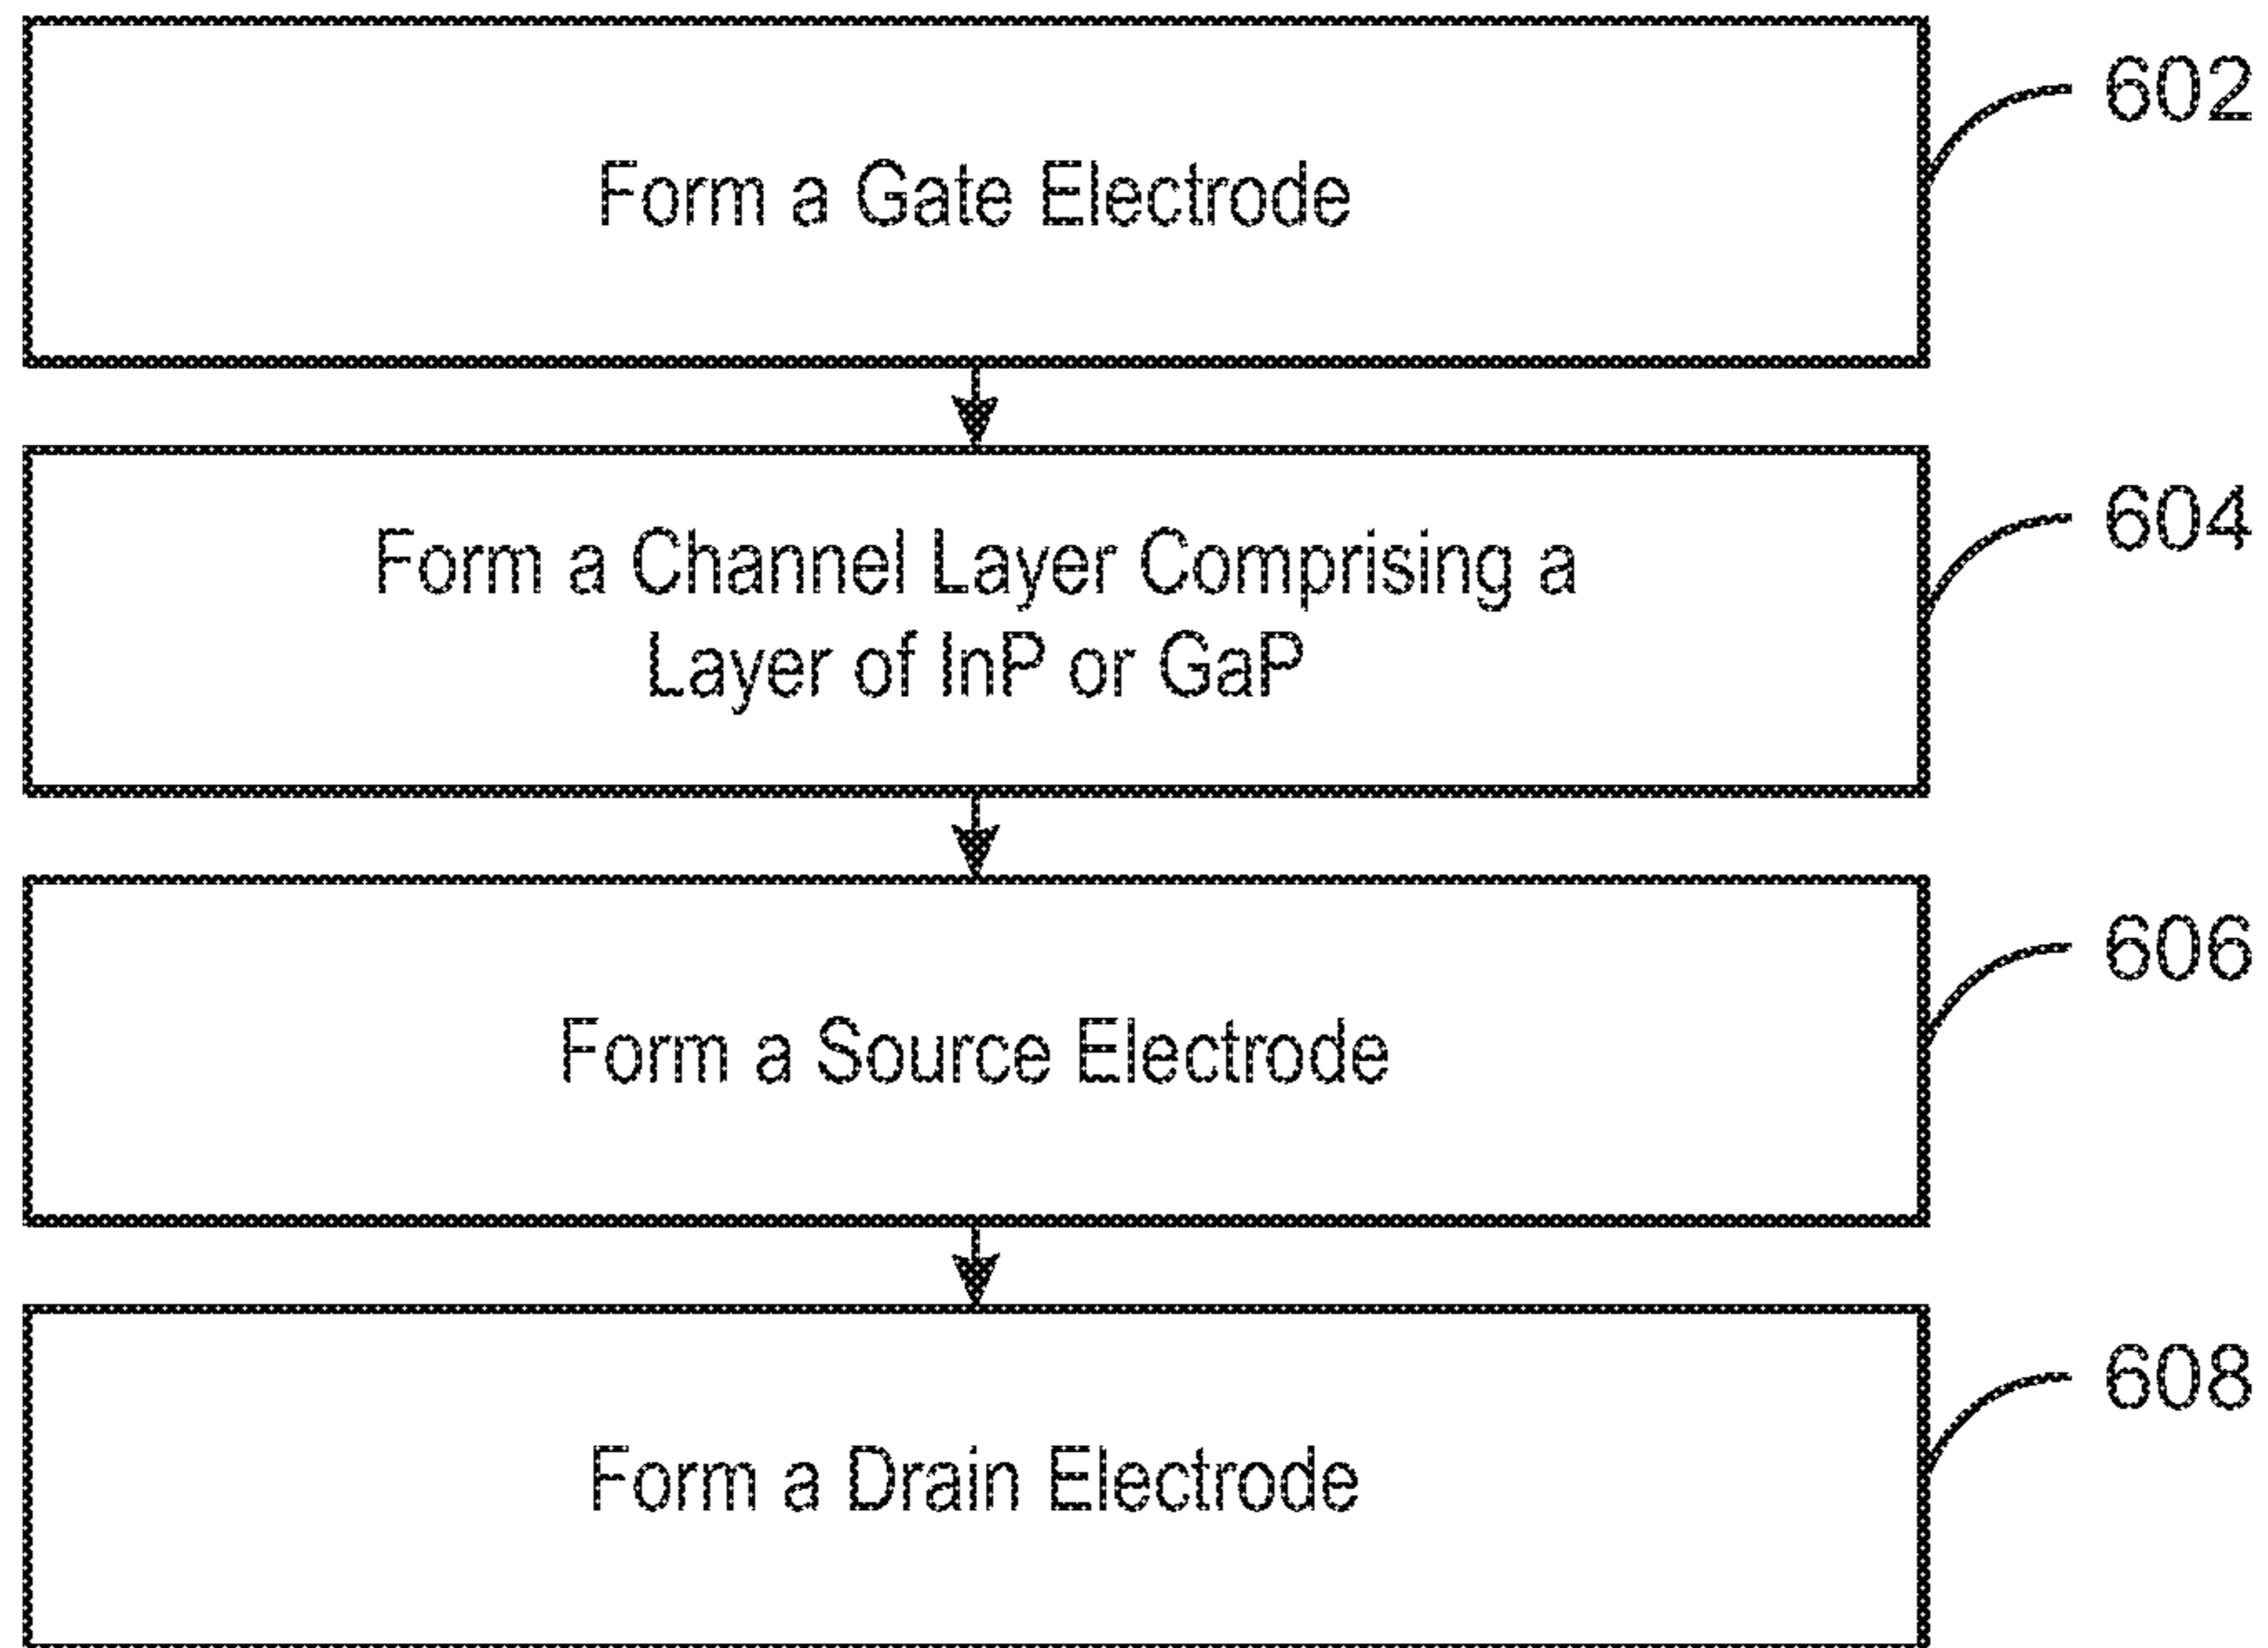 Form a Gate Electrode
602
Form a Channel Layer Comprising a
Layer of InP or GaP
604
Form a Source Electrode
606
Form a Drain Electrode
608